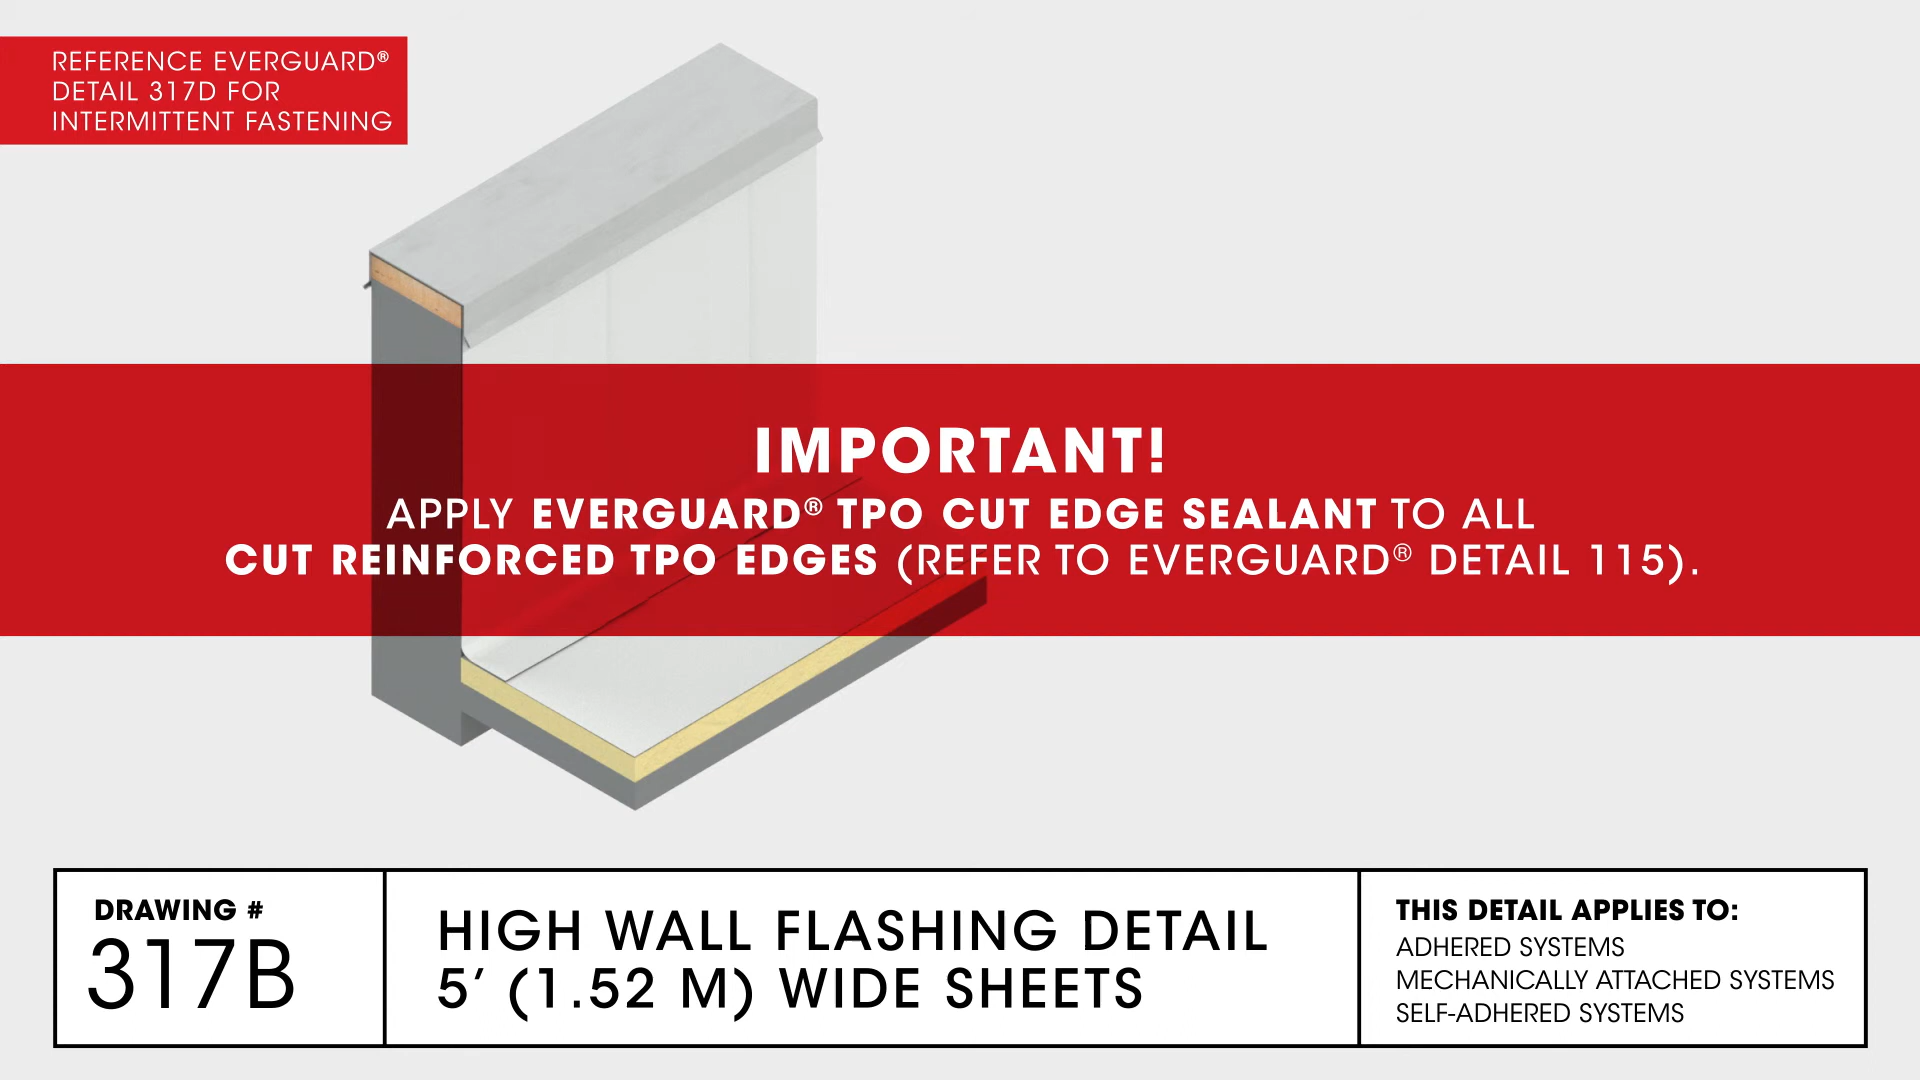 REFERENCE EVERGUARD®
DETAIL 317D FOR
INTERMITTENT FASTENING
IMPORTANT!
APPLY EVERGUARD® TPO CUT EDGE SEALANT TO ALL
CUT REINFORCED TPO EDGES (REFER TO EVERGUARD® DETAIL 115).
DRAWING #
317B
HIGH WALL FLASHING DETAIL
5’ (1.52 M) WIDE SHEETS
THIS DETAIL APPLIES TO:
ADHERED SYSTEMS
MECHANICALLY ATTACHED SYSTEMS
SELF-ADHERED SYSTEMS